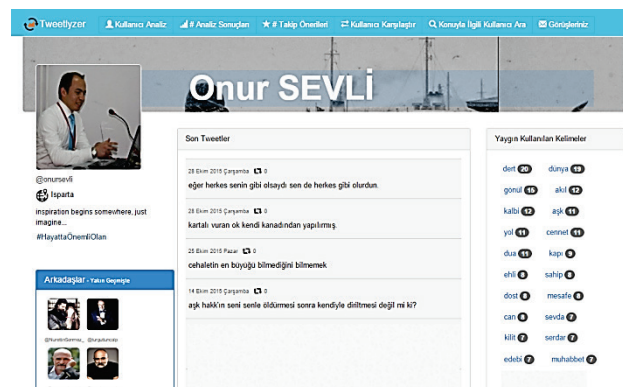 Tweetlyzer
Kullanıcı Analiz
# Analiz Sonuçları
# Takip Önerileri
Kullanıcı Karşılaştır
Konuyla İlgili Kullanıcı Ara
Görüşleriniz
Onur SEVLİ
@onursevli
Isparta
inspiration begins somewhere, just
imagine...
#HayattaÖnemliOlan
Arkadaşlar - Yakın Geçmişte
Son Tweetler
28 Ekim 2015 Çarşamba 0
eğer herkes senin gibi olsaydı sen de herkes gibi olurdun.
28 Ekim 2015 Çarşamba 0
kartalı vuran ok kendi kanadından yapılırmış.
25 Ekim 2015 Pazar 0
cehaletin en büyüğü bilmediğini bilmemek
14 Ekim 2015 Çarşamba 0
aşk hakk'ın seni senle öldürmesi sonra kendiyle diriltmesi değil mi ki?
Yaygın Kullanılan Kelimeler
dert 20 dünya 19
gönül 15 akıl 12
kalbi 12 aşk 11
yol 11 cennet 11
dua 11 kapı 9
ehli 8 sahip 8
dost 8 mesafe 8
can 8 sevda 7
kilit 7 serdar 7
edebi 7 muhabbet 7